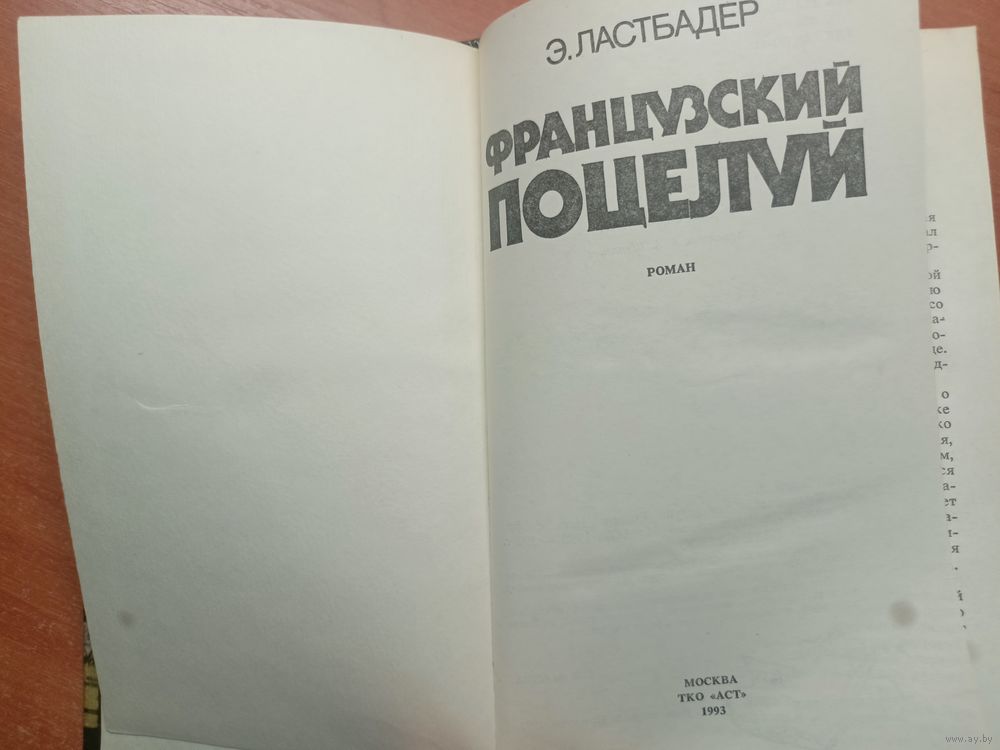 Э. ЛАСТБАДЕР
ФРАНЦУЗСКИЙ
ПОЦЕЛУЙ
РОМАН
МОСКВА
ТКО «АСТ»
1993
www.ay.by